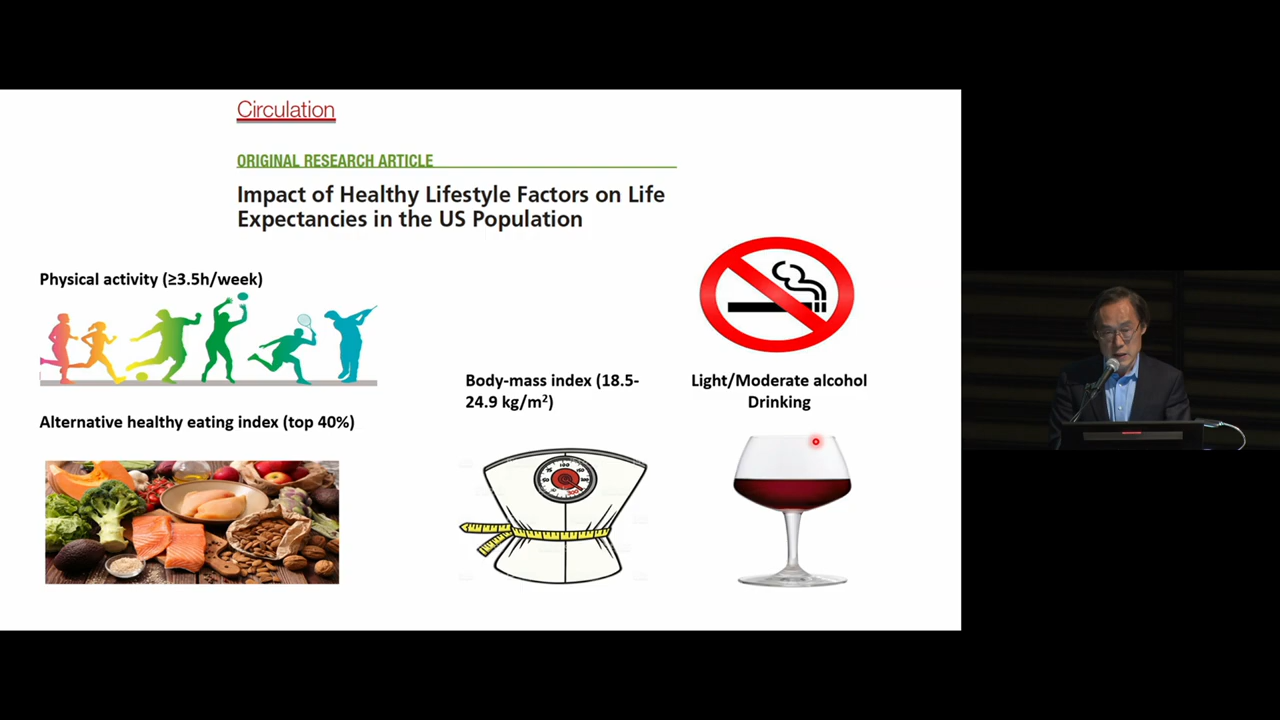 Circulation
ORIGINAL RESEARCH ARTICLE
Impact of Healthy Lifestyle Factors on Life
Expectancies in the US Population
Physical activity (≥3.5h/week)
Alternative healthy eating index (top 40%)
Body-mass index (18.5-
24.9 kg/m²)
Light/Moderate alcohol
Drinking